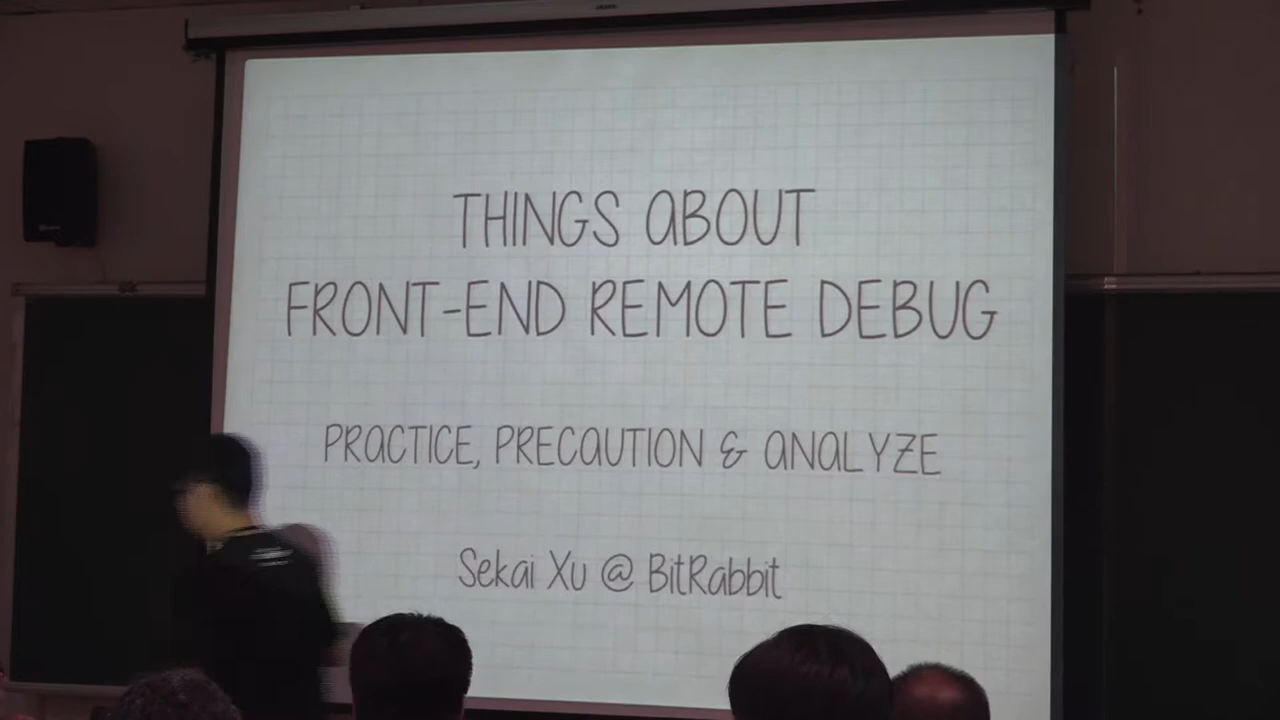 THINGS ABOUT
FRONT-END REMOTE DEBUG
PRACTICE, PRECAUTION & ANALYZE
Sekai Xu @ BitRabbit